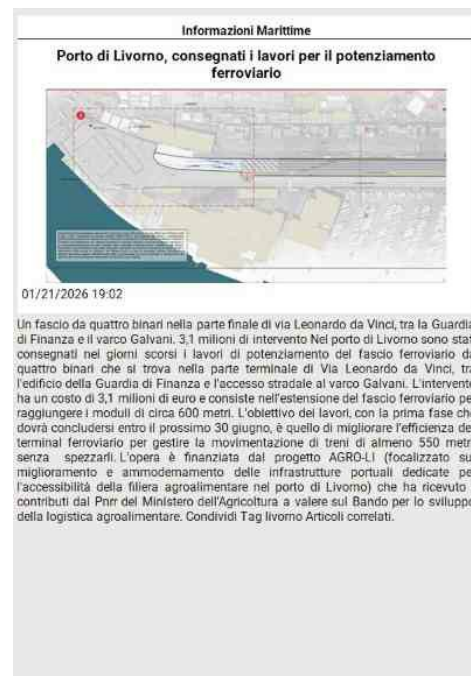 Informazioni Marittime
Porto di Livorno, consegnati i lavori per il potenziamento
ferroviario
01/21/2026 19:02
Un fascio da quattro binari nella parte finale di via Leonardo da Vinci, tra la Guardia
di Finanza e il varco Galvani. 3,1 milioni di intervento Nel porto di Livorno sono stat
consegnati nei giorni scorsi i lavori di potenziamento del fascio ferroviario da
quattro binari che si trova nella parte terminale di Via Leonardo da Vinci, tra
l'edificio della Guardia di Finanza e l'accesso stradale al varco Galvani. L'intervento
ha un costo di 3,1 milioni di euro e consiste nell'estensione del fascio ferroviario pe
raggiungere i moduli di circa 600 metri. L'obiettivo dei lavori, con la prima fase che
dovrà concludersi entro il prossimo 30 giugno, è quello di migliorare l'efficienza de
terminal ferroviario per gestire la movimentazione di treni di almeno 550 metr
senza spezzarli. L'opera è finanziata dal progetto AGRO-LI (focalizzato su
miglioramento e ammodernamento delle infrastrutture portuali dedicate pe
l'accessibilità della filiera agroalimentare nel porto di Livorno) che ha ricevuto
contributi dal Pnrr del Ministero dell'Agricoltura a valere sul Bando per lo sviluppo
della logistica agroalimentare. Condividi Tag livorno Articoli correlati.